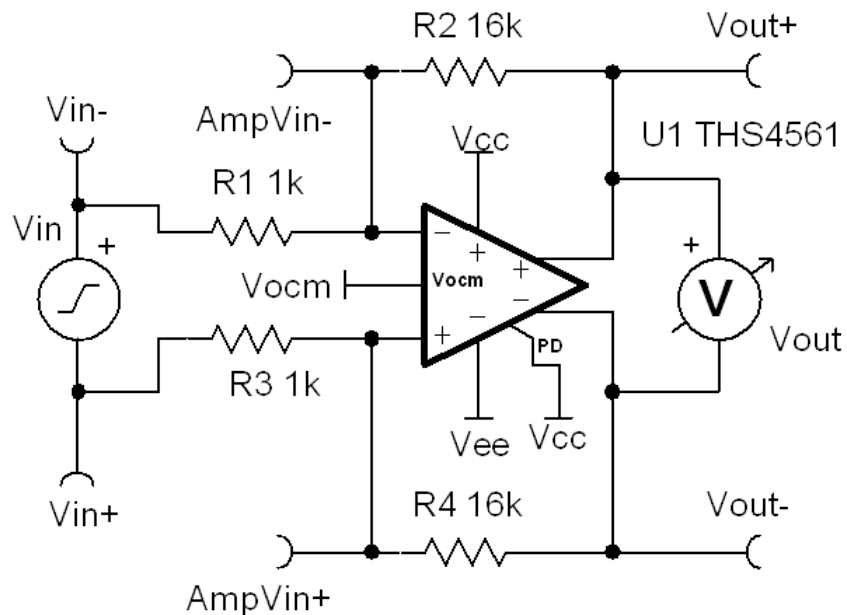 R2 16k
Vout+
Vin-
AmpVin-
Vcc
U1 THS4561
R1 1k
Vin
+
−
+
+
+
Vocm
Vocm
−
V
−
+
PD
Vout
R3 1k
Vee
Vcc
Vin+
R4 16k
Vout-
AmpVin+